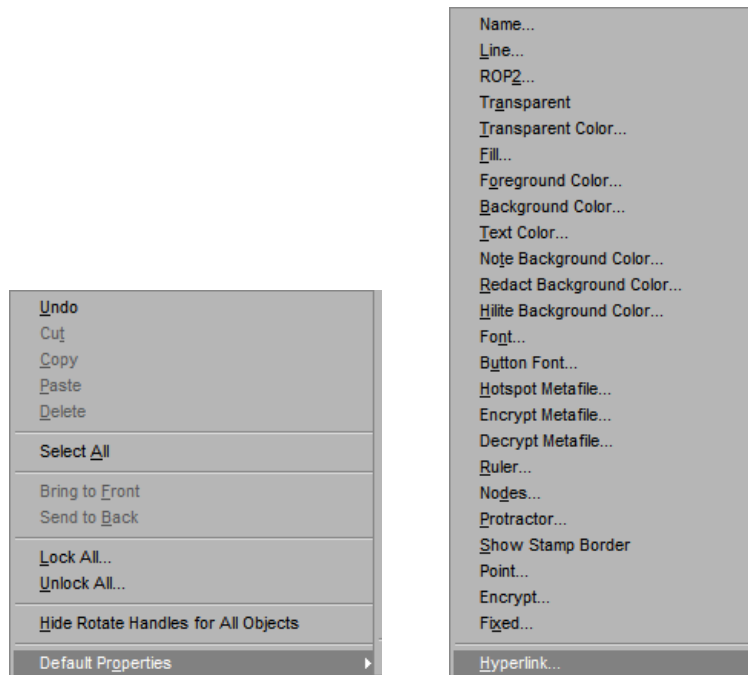 Undo
Cut
Copy
Paste
Delete
Select All
Bring to Front
Send to Back
Lock All...
Unlock All...
Hide Rotate Handles for All Objects
Default Properties
Name...
Line...
ROP2...
Transparent
Transparent Color...
Fill...
Foreground Color...
Background Color...
Text Color...
Note Background Color...
Redact Background Color...
Hilite Background Color...
Font...
Button Font...
Hotspot Metafile...
Encrypt Metafile...
Decrypt Metafile...
Ruler...
Nodes...
Protractor...
Show Stamp Border
Point...
Encrypt...
Fixed...
Hyperlink...